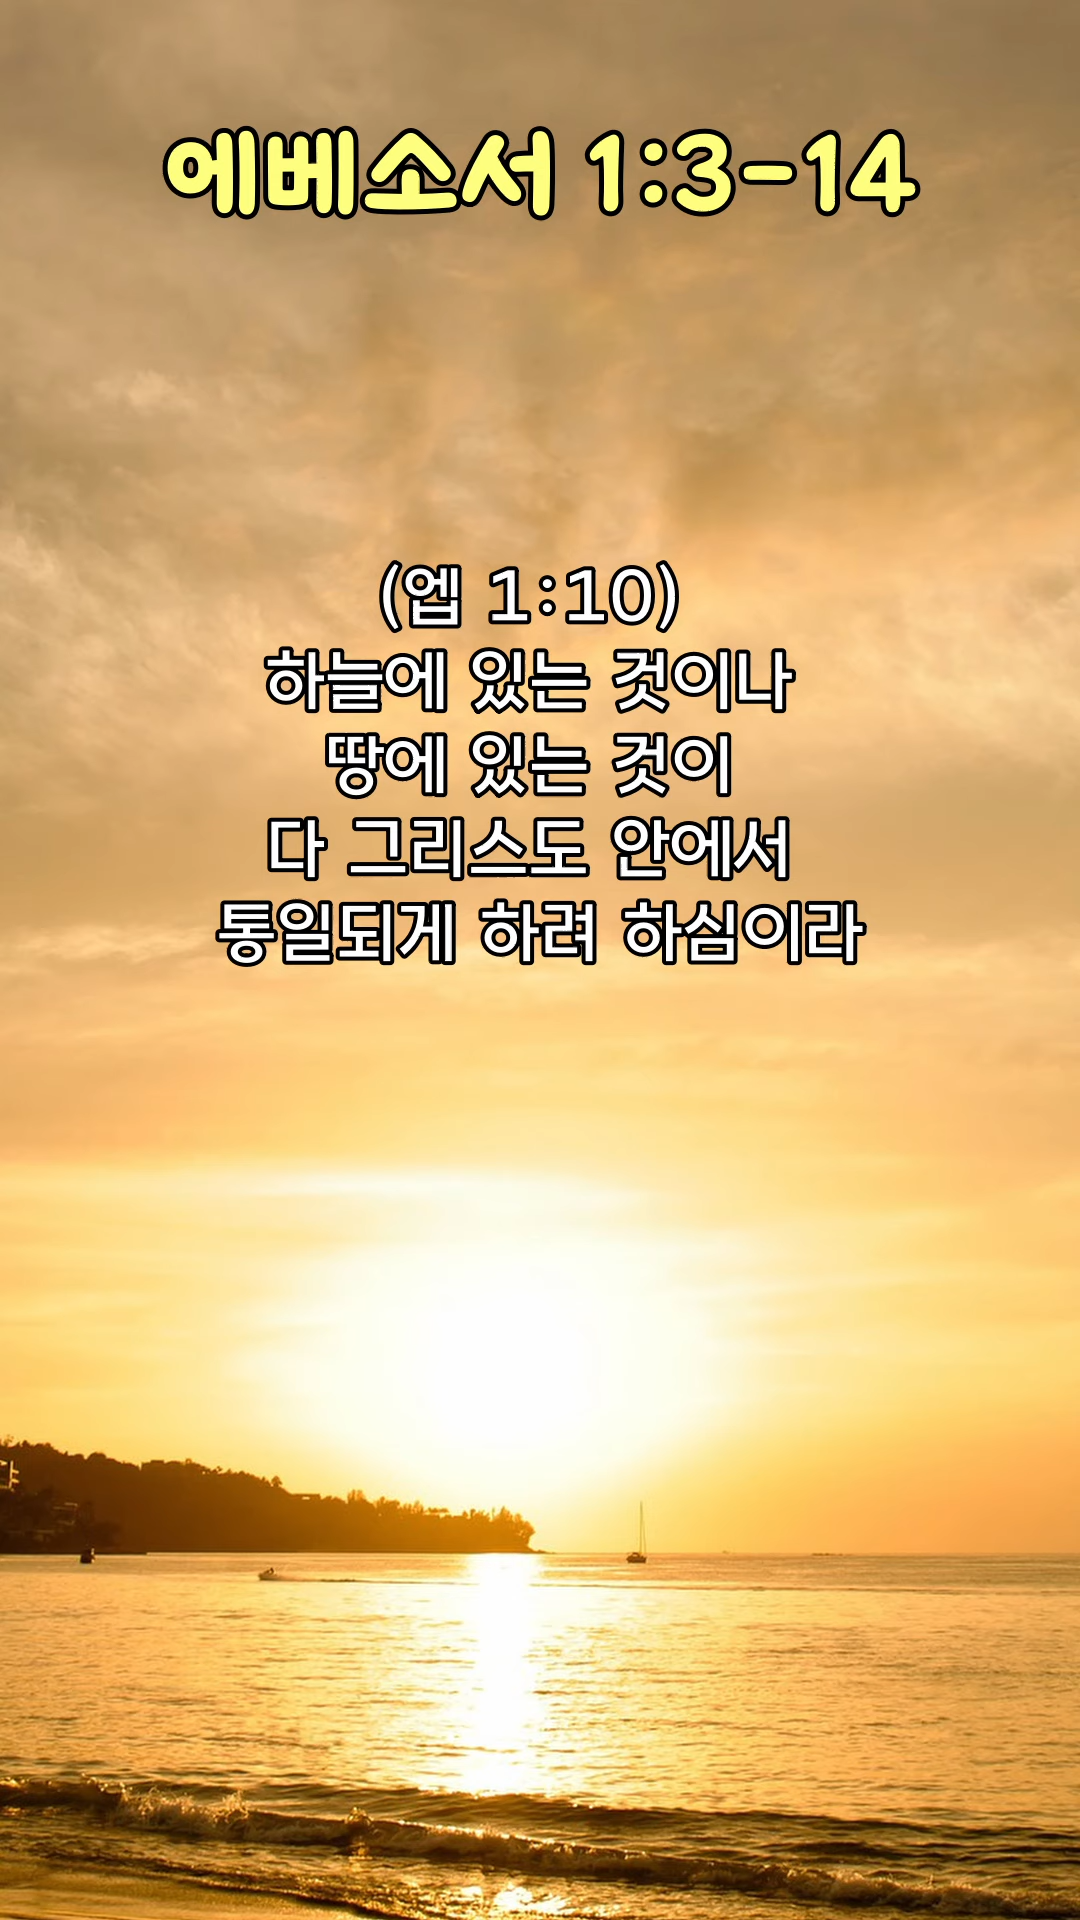 에베소서 1:3-14
(엡 1:10)
하늘에 있는 것이나
땅에 있는 것이
다 그리스도 안에서
통일되게 하려 하심이라